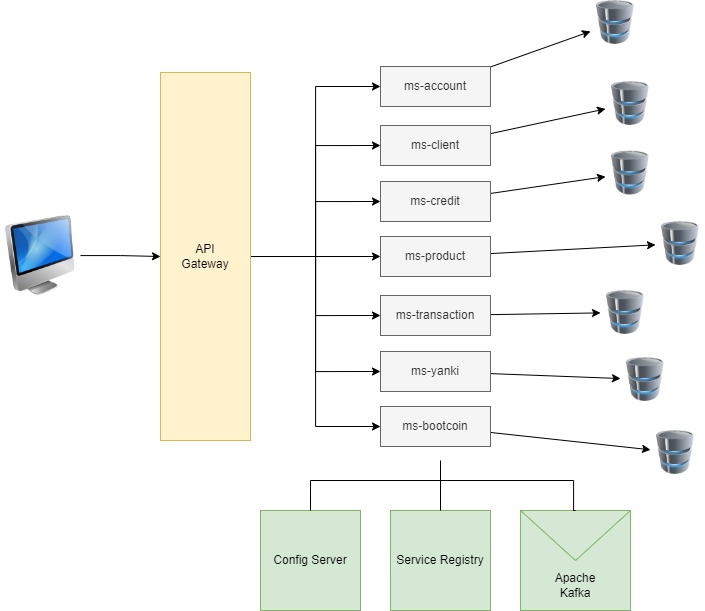 ms-account
ms-client
ms-credit
API
Gateway
ms-product
ms-transaction
ms-yanki
ms-bootcoin
Config Server
Service Registry
Apache
Kafka